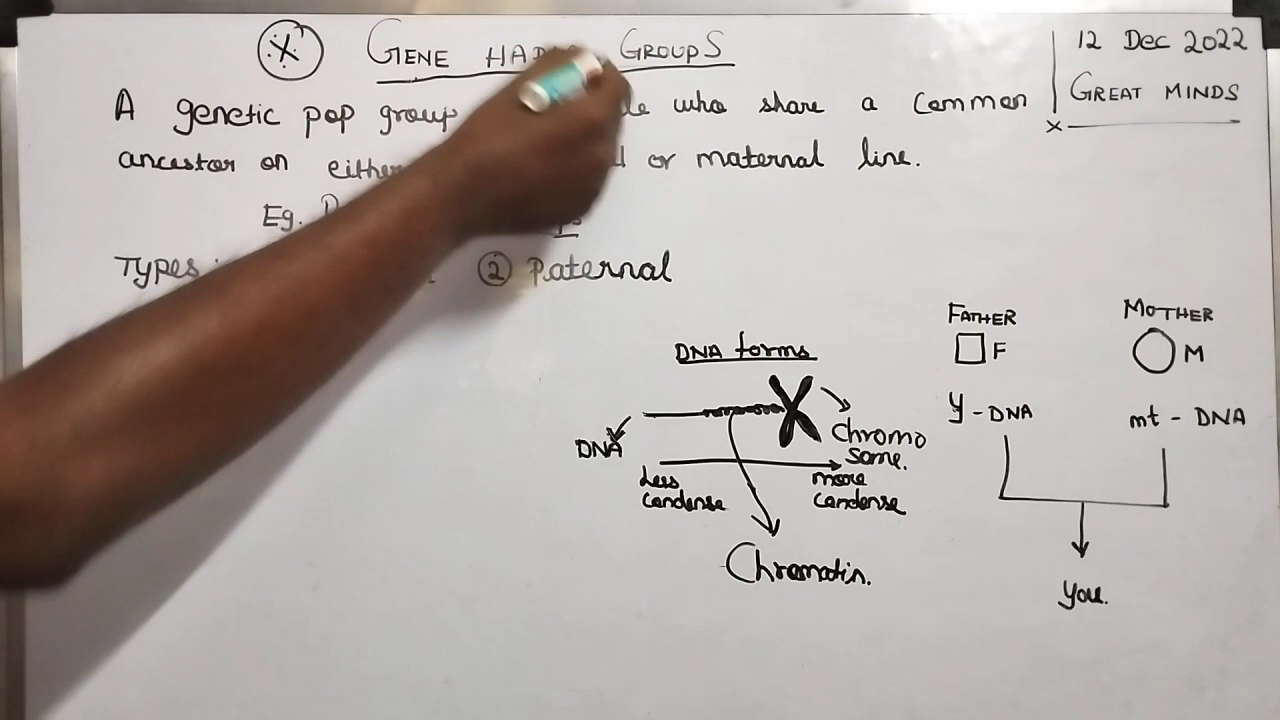 X GENE GROUPS
A genetic pop group who share a common
ancestor on either or maternal line.
Eg.
Types ② Paternal
12 Dec 2022
GREAT MINDS
x
DNA forms
DNA
Chromo
some.
Less
condense
more
condense
Chromatin.
FATHER
F
MOTHER
M
y - DNA
mt - DNA
You.